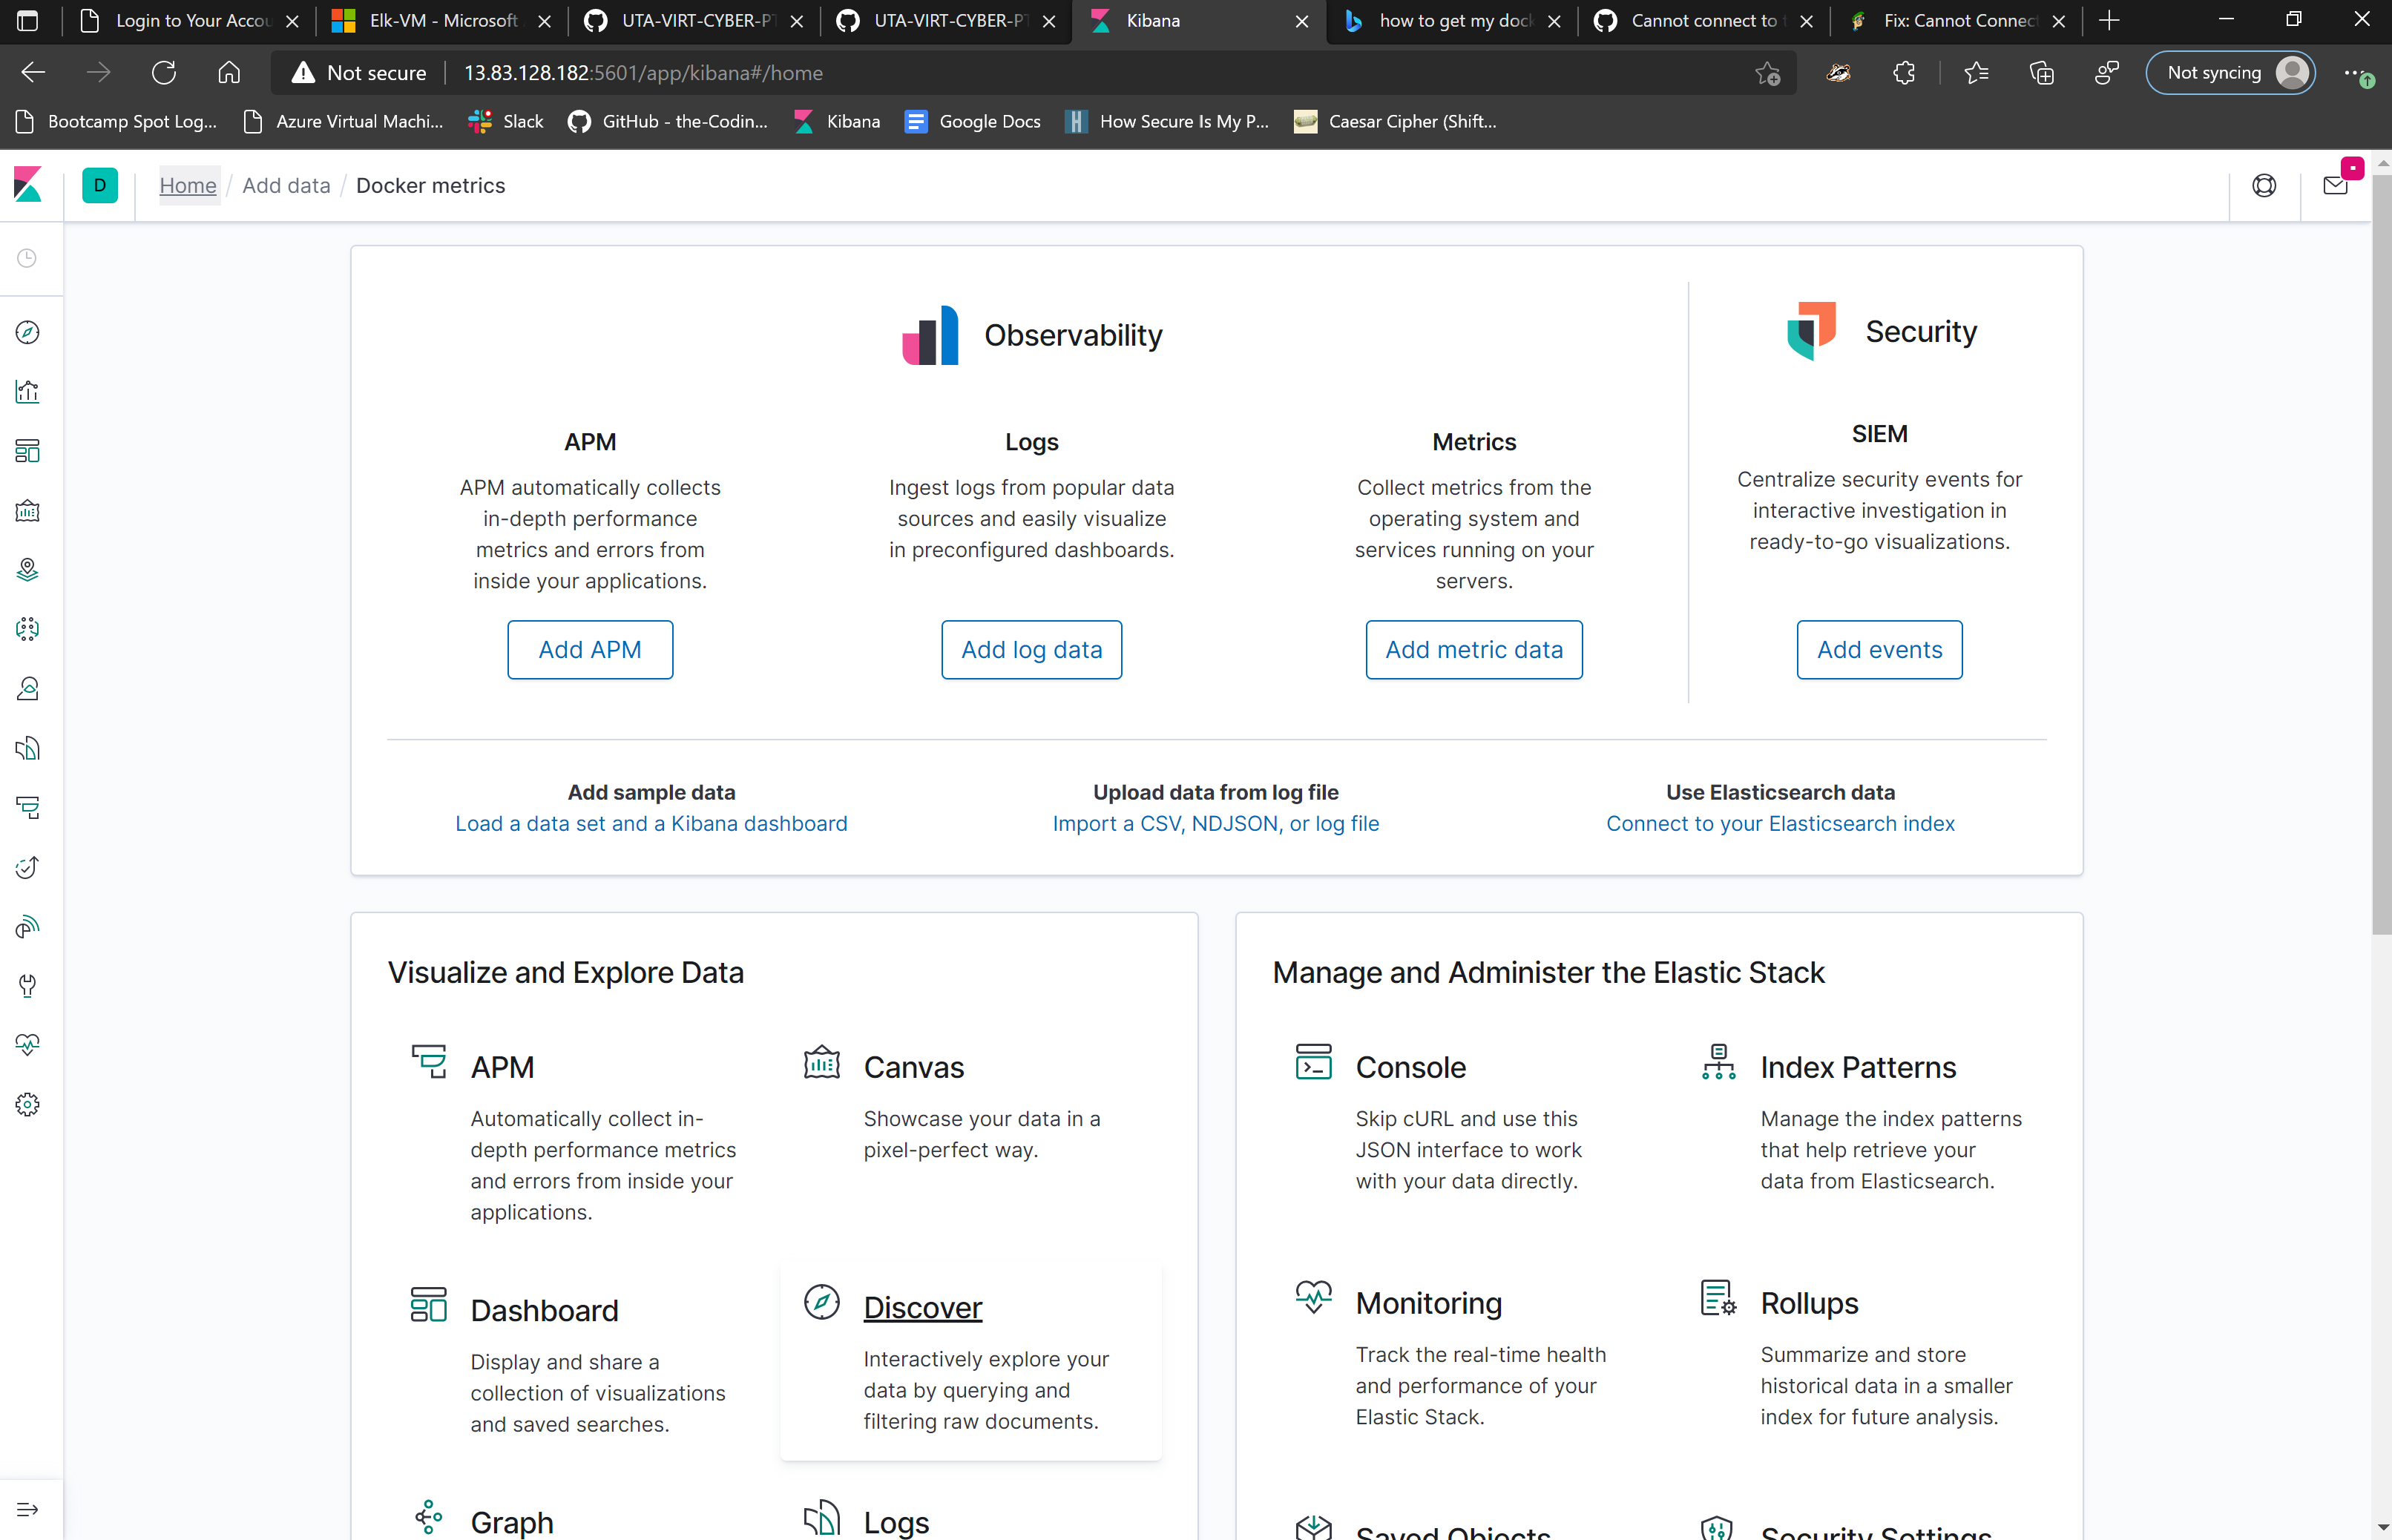 Login to Your Accou
Elk-VM - Microsoft
UTA-VIRT-CYBER-PT
UTA-VIRT-CYBER-PT
Kibana
how to get my dock
Cannot connect to t
Fix: Cannot Connect
Not secure
13.83.128.182:5601/app/kibana#/home
Not syncing
Bootcamp Spot Log...
Azure Virtual Machi...
Slack
GitHub - the-Codin...
Kibana
Google Docs
How Secure Is My P...
Caesar Cipher (Shift...
D
Home / Add data / Docker metrics
Observability
Security
APM
APM automatically collects
in-depth performance
metrics and errors from
inside your applications.
Add APM
Logs
Ingest logs from popular data
sources and easily visualize
in preconfigured dashboards.
Add log data
Metrics
Collect metrics from the
operating system and
services running on your
servers.
Add metric data
SIEM
Centralize security events for
interactive investigation in
ready-to-go visualizations.
Add events
Add sample data
Load a data set and a Kibana dashboard
Upload data from log file
Import a CSV, NDJSON, or log file
Use Elasticsearch data
Connect to your Elasticsearch index
Visualize and Explore Data
APM
Automatically collect in-
depth performance metrics
and errors from inside your
applications.
Canvas
Showcase your data in a
pixel-perfect way.
Dashboard
Display and share a
collection of visualizations
and saved searches.
Discover
Interactively explore your
data by querying and
filtering raw documents.
Graph
Logs
Manage and Administer the Elastic Stack
Console
Skip cURL and use this
JSON interface to work
with your data directly.
Index Patterns
Manage the index patterns
that help retrieve your
data from Elasticsearch.
Monitoring
Track the real-time health
and performance of your
Elastic Stack.
Rollups
Summarize and store
historical data in a smaller
index for future analysis.
Saved Objects
Security Settings